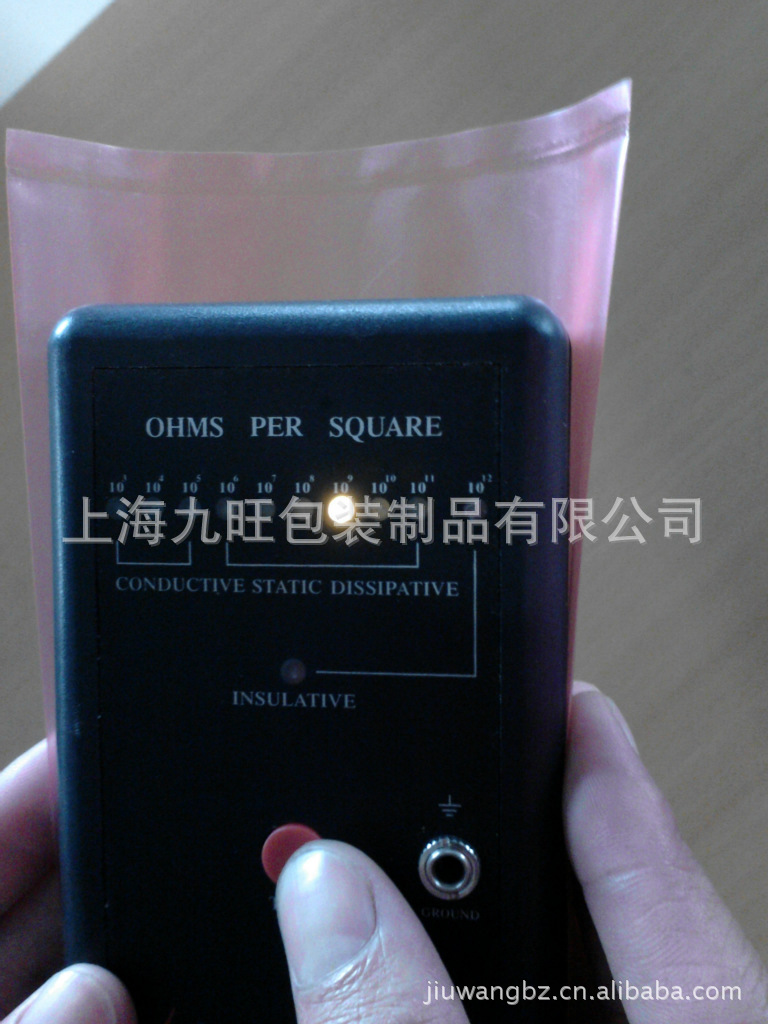 OHMS PER SQUARE
10³ 10⁴ 10⁵ 10⁶ 10⁷ 10⁸ 10⁹ 10¹⁰ 10¹¹ 10¹²
上海九旺包装制品有限公司
CONDUCTIVE STATIC DISSIPATIVE
INSULATIVE
GROUND
jiuwangbz.cn.alibaba.com